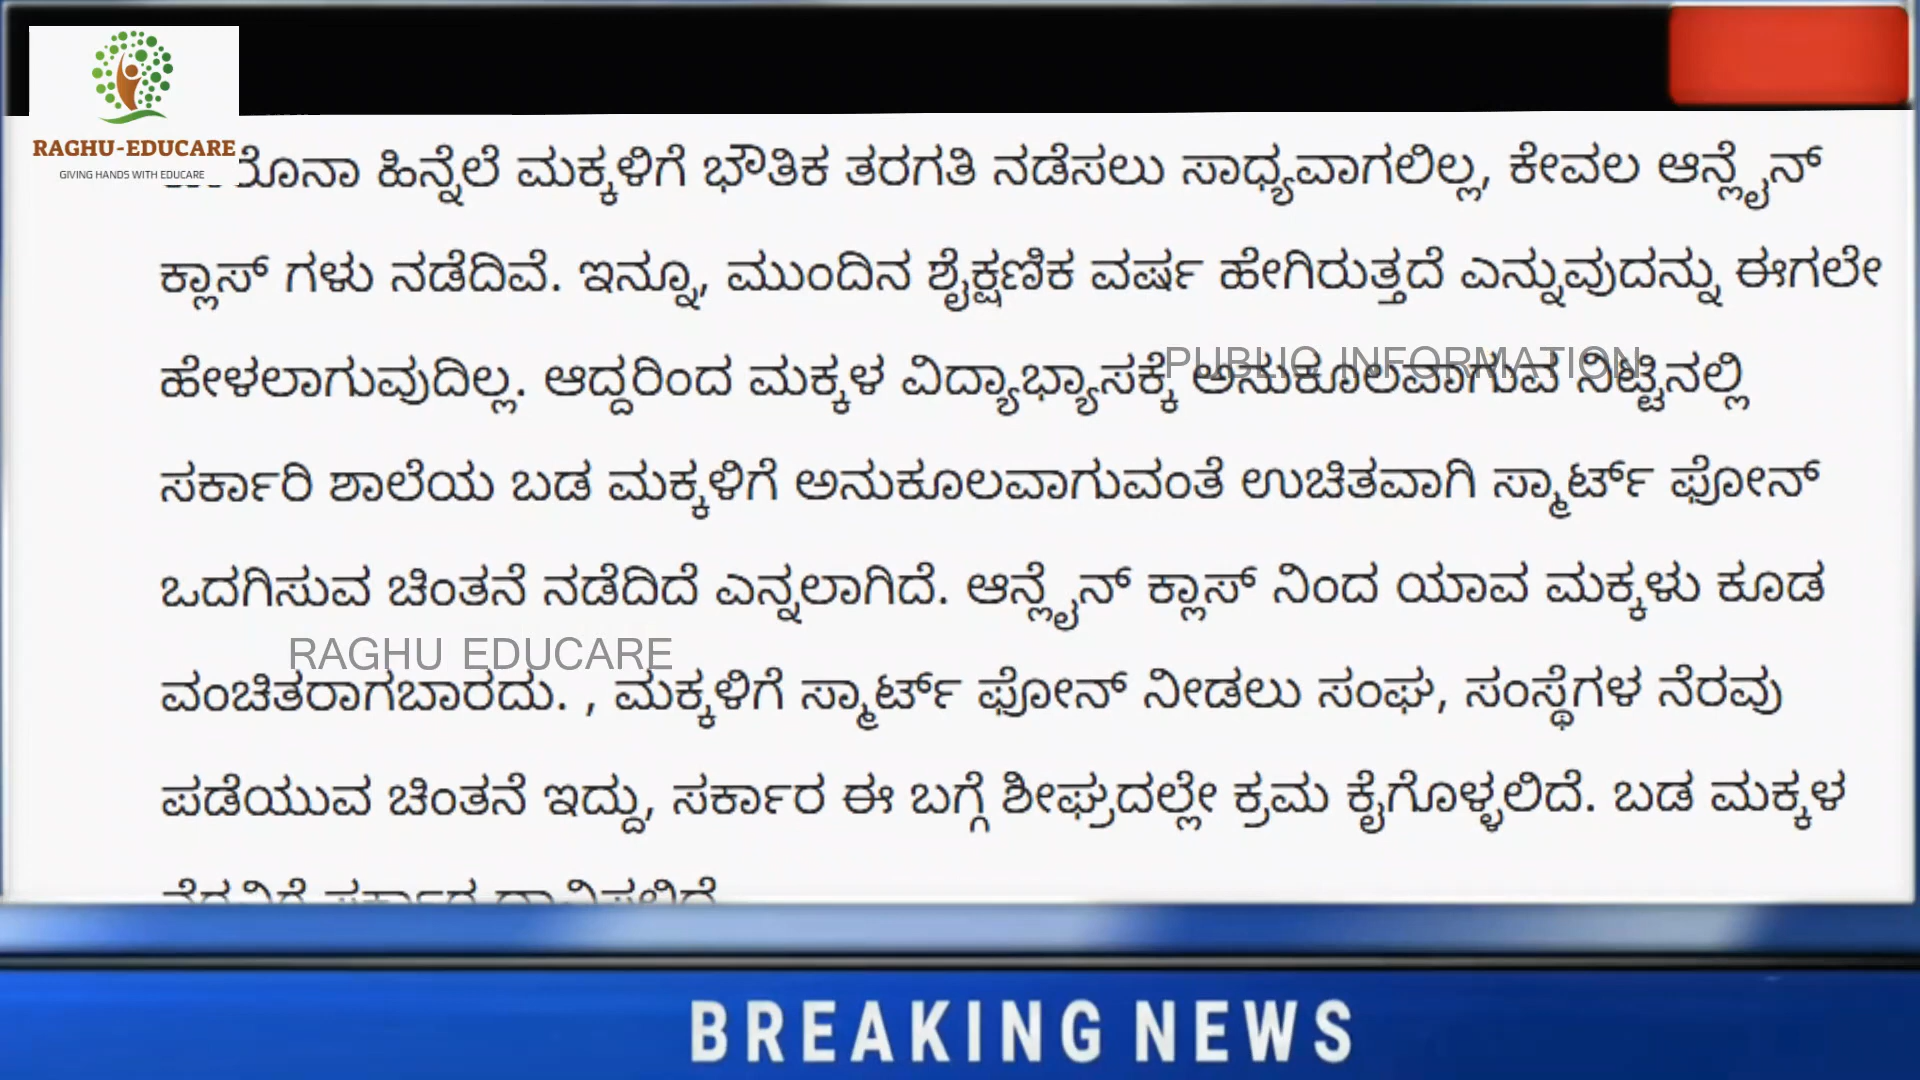 RAGHU-EDUCARE
GIVING HANDS WITH EDUCARE
ಹಿನ್ನೆಲೆ ಮಕ್ಕಳಿಗೆ ಭೌತಿಕ ತರಗತಿ ನಡೆಸಲು ಸಾಧ್ಯವಾಗಲಿಲ್ಲ, ಕೇವಲ ಆನ್ಲೈನ್
ಕ್ಲಾಸ್ ಗಳು ನಡೆದಿವೆ. ಇನ್ನೂ, ಮುಂದಿನ ಶೈಕ್ಷಣಿಕ ವರ್ಷ ಹೇಗಿರುತ್ತದೆ ಎನ್ನುವುದನ್ನು ಈಗಲೇ
PUBLIC INFORMATION
ಹೇಳಲಾಗುವುದಿಲ್ಲ. ಆದ್ದರಿಂದ ಮಕ್ಕಳ ವಿದ್ಯಾಭ್ಯಾಸಕ್ಕೆ ಅನುಕೂಲವಾಗುವ ನಿಟ್ಟಿನಲ್ಲಿ
ಸರ್ಕಾರಿ ಶಾಲೆಯ ಬಡ ಮಕ್ಕಳಿಗೆ ಅನುಕೂಲವಾಗುವಂತೆ ಉಚಿತವಾಗಿ ಸ್ಮಾರ್ಟ್ ಫೋನ್
ಒದಗಿಸುವ ಚಿಂತನೆ ನಡೆದಿದೆ ಎನ್ನಲಾಗಿದೆ. ಆನ್ಲೈನ್ ಕ್ಲಾಸ್ ನಿಂದ ಯಾವ ಮಕ್ಕಳು ಕೂಡ
RAGHU EDUCARE
ವಂಚಿತರಾಗಬಾರದು. , ಮಕ್ಕಳಿಗೆ ಸ್ಮಾರ್ಟ್ ಫೋನ್ ನೀಡಲು ಸಂಘ, ಸಂಸ್ಥೆಗಳ ನೆರವು
ಪಡೆಯುವ ಚಿಂತನೆ ಇದ್ದು, ಸರ್ಕಾರ ಈ ಬಗ್ಗೆ ಶೀಘ್ರದಲ್ಲೇ ಕ್ರಮ ಕೈಗೊಳ್ಳಲಿದೆ. ಬಡ ಮಕ್ಕಳ
BREAKING NEWS